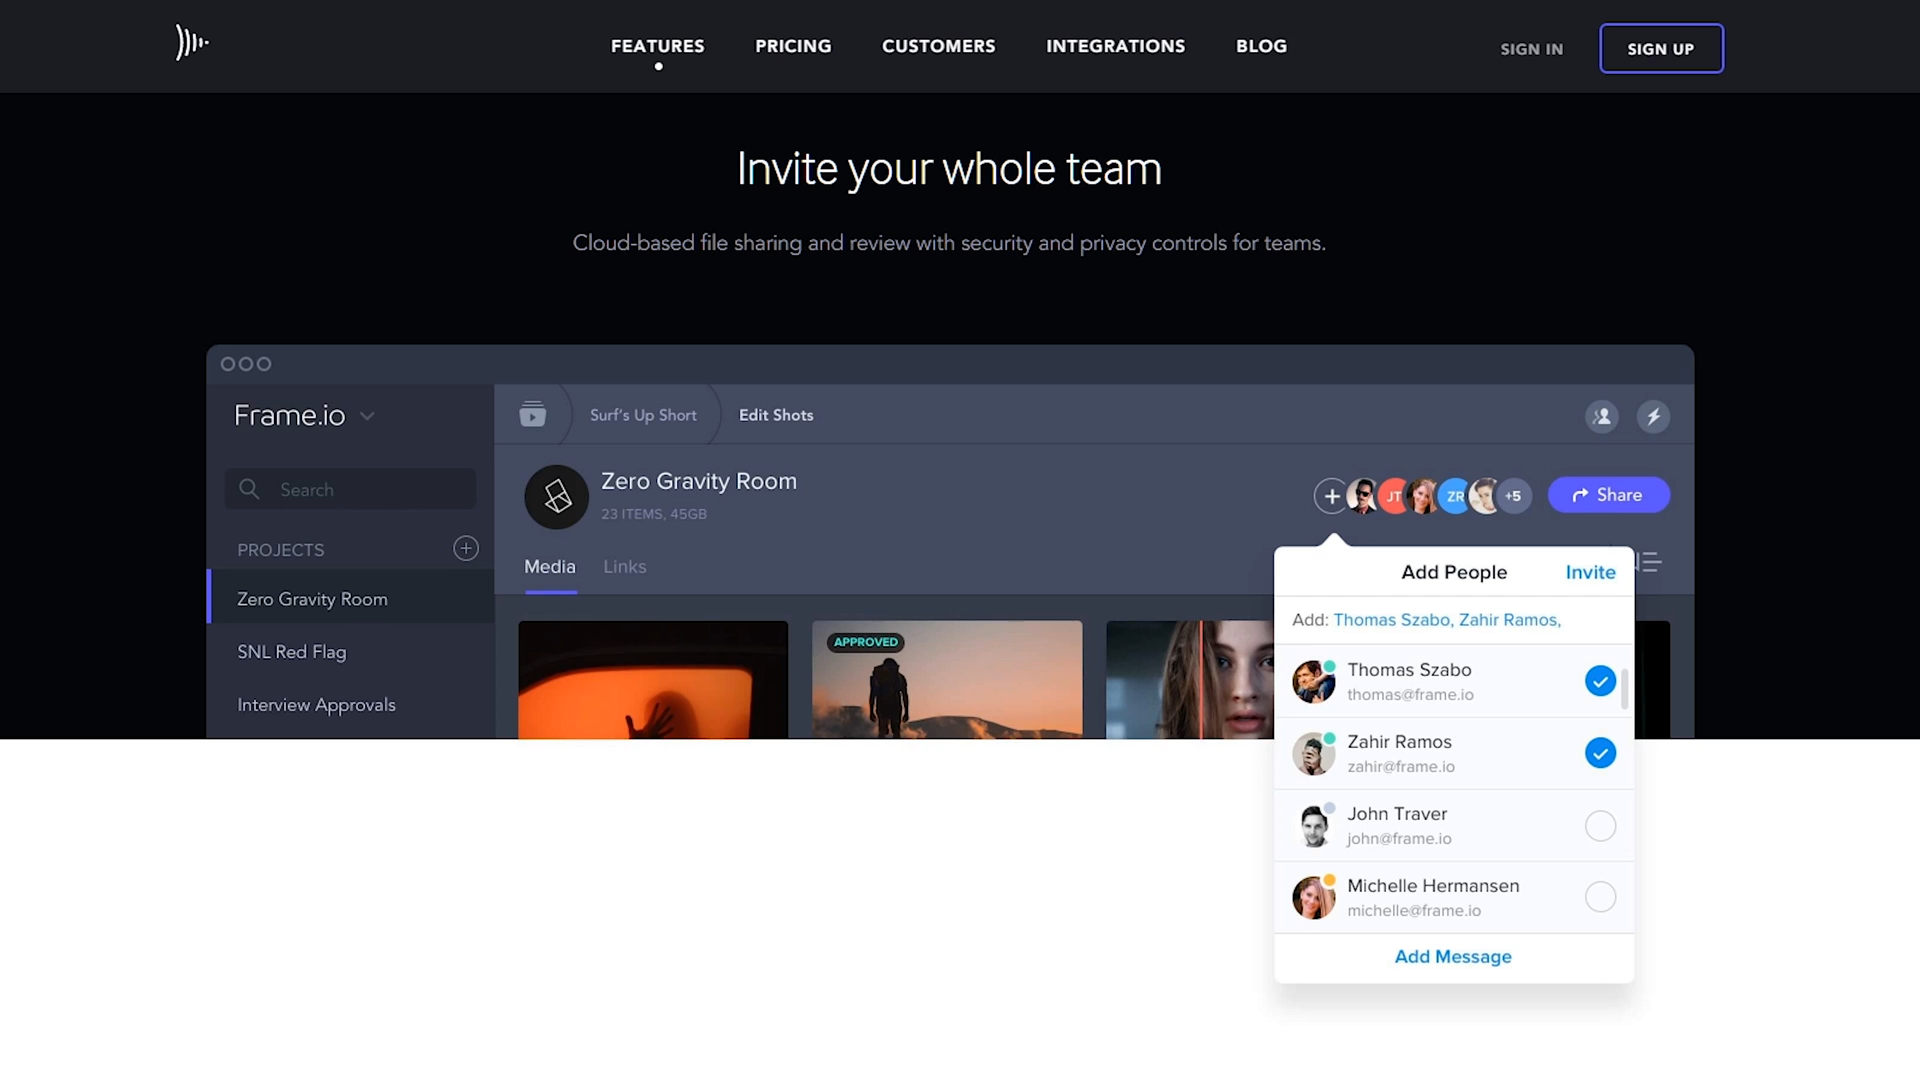 FEATURES PRICING CUSTOMERS INTEGRATIONS BLOG SIGN IN SIGN UP
Invite your whole team
Cloud-based file sharing and review with security and privacy controls for teams.
Frame.io
Surf's Up Short
Edit Shots
Search
Zero Gravity Room
23 ITEMS, 45GB
JT
ZR
+5
Share
PROJECTS
Media
Links
Zero Gravity Room
SNL Red Flag
Interview Approvals
APPROVED
Add People
Invite
Add: Thomas Szabo, Zahir Ramos,
Thomas Szabo
thomas@frame.io
Zahir Ramos
zahir@frame.io
John Traver
john@frame.io
Michelle Hermansen
michelle@frame.io
Add Message